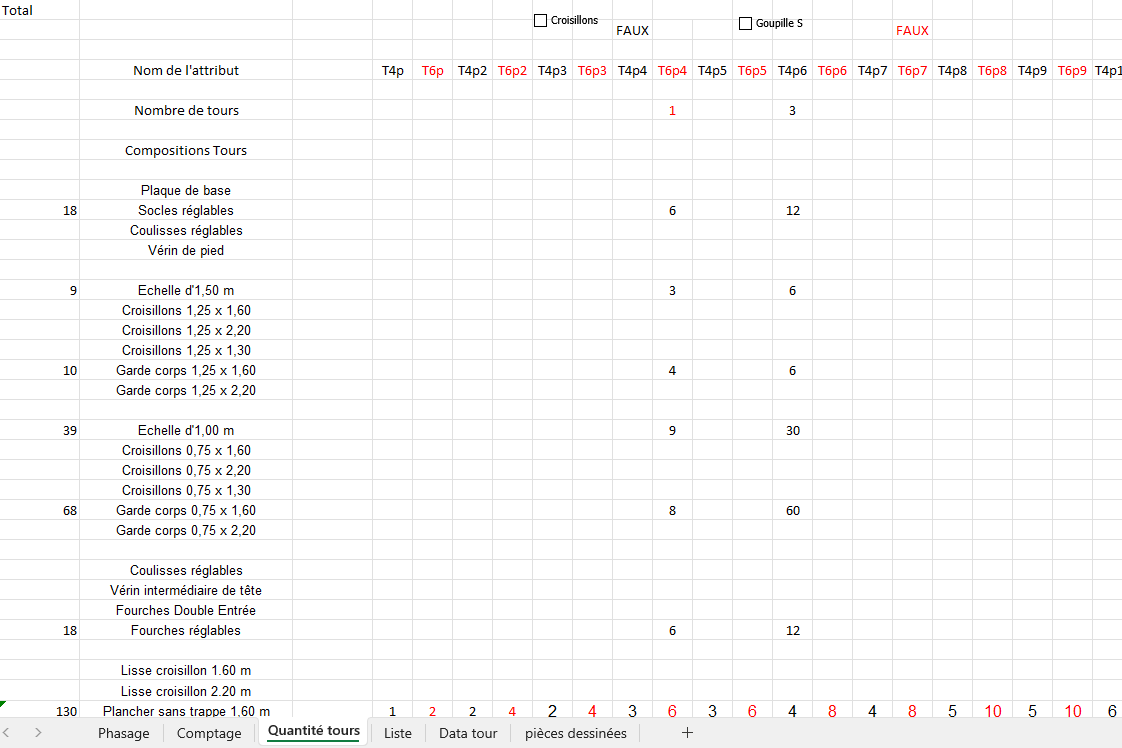 Total
Croisillons
Goupille S
FAUX FAUX
Nom de l'attribut T4p T6p T4p2 T6p2 T4p3 T6p3 T4p4 T6p4 T4p5 T6p5 T4p6 T6p6 T4p7 T6p7 T4p8 T6p8 T4p9 T6p9 T4p1
Nombre de tours 1 3
Compositions Tours
Plaque de base
18 Socles réglables 6 12
Coulisses réglables
Vérin de pied
9 Echelle d'1,50 m 3 6
Croisillons 1,25 x 1,60
Croisillons 1,25 x 2,20
Croisillons 1,25 x 1,30
10 Garde corps 1,25 x 1,60 4 6
Garde corps 1,25 x 2,20
39 Echelle d'1,00 m 9 30
Croisillons 0,75 x 1,60
Croisillons 0,75 x 2,20
Croisillons 0,75 x 1,30
68 Garde corps 0,75 x 1,60 8 60
Garde corps 0,75 x 2,20
Coulisses réglables
Vérin intermédiaire de tête
Fourches Double Entrée
18 Fourches réglables 6 12
Lisse croisillon 1.60 m
Lisse croisillon 2.20 m
130 Plancher sans trappe 1,60 m 1 2 2 4 2 4 3 6 3 6 4 8 4 8 5 10 5 10 6
Phasage Comptage Quantité tours Liste Data tour pièces dessinées +